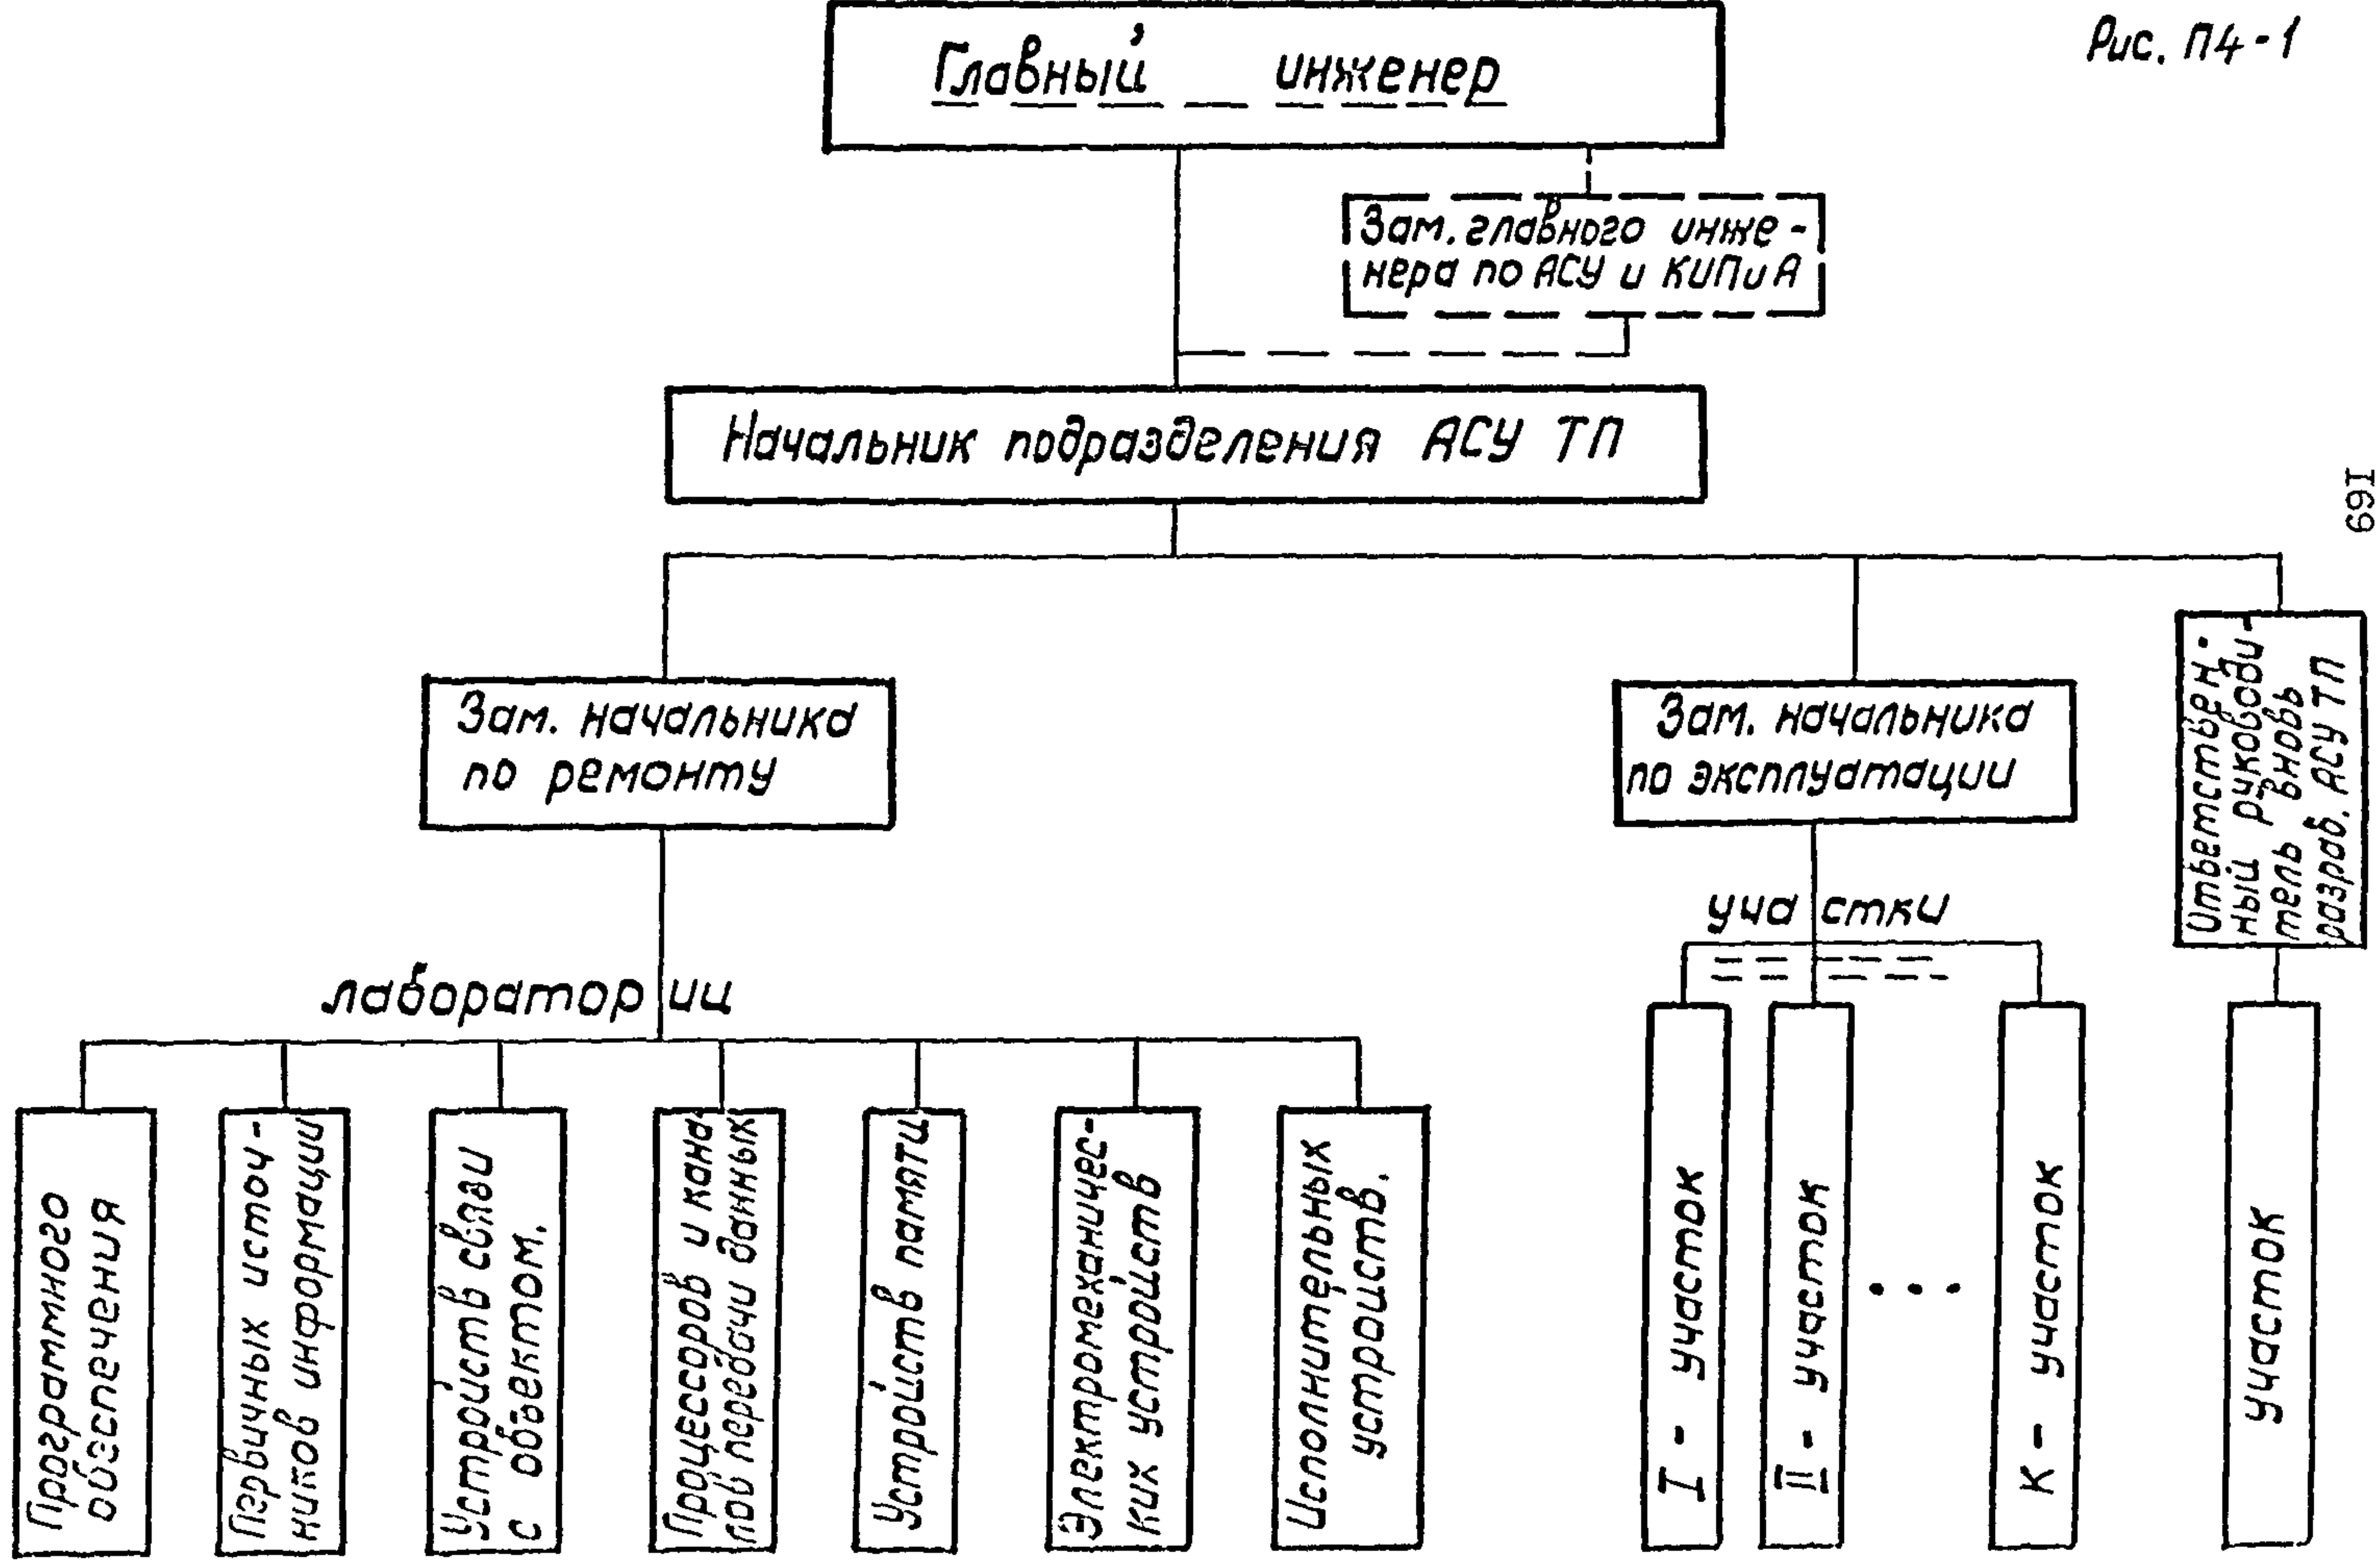 Рис. П4-1
Главный инженер
Зам. главного инже-
нера по АСУ и КИПиА
Начальник подразделения АСУ ТП
169
Зам. начальника
по ремонту
Зам. начальника
по эксплуатации
Ответствен-
ный руководи-
тель вновь
разраб. АСУ ТП
участки
лаборатории
Программного
обеспечения
Первичных источ-
ников информации
Устройств связи
с объектом.
Процессоров и кана-
лов передачи данных
Устройств памяти
Электромеханичес-
ких устройств
Исполнительных
устройств.
I - участок
II - участок
...
К - участок
участок